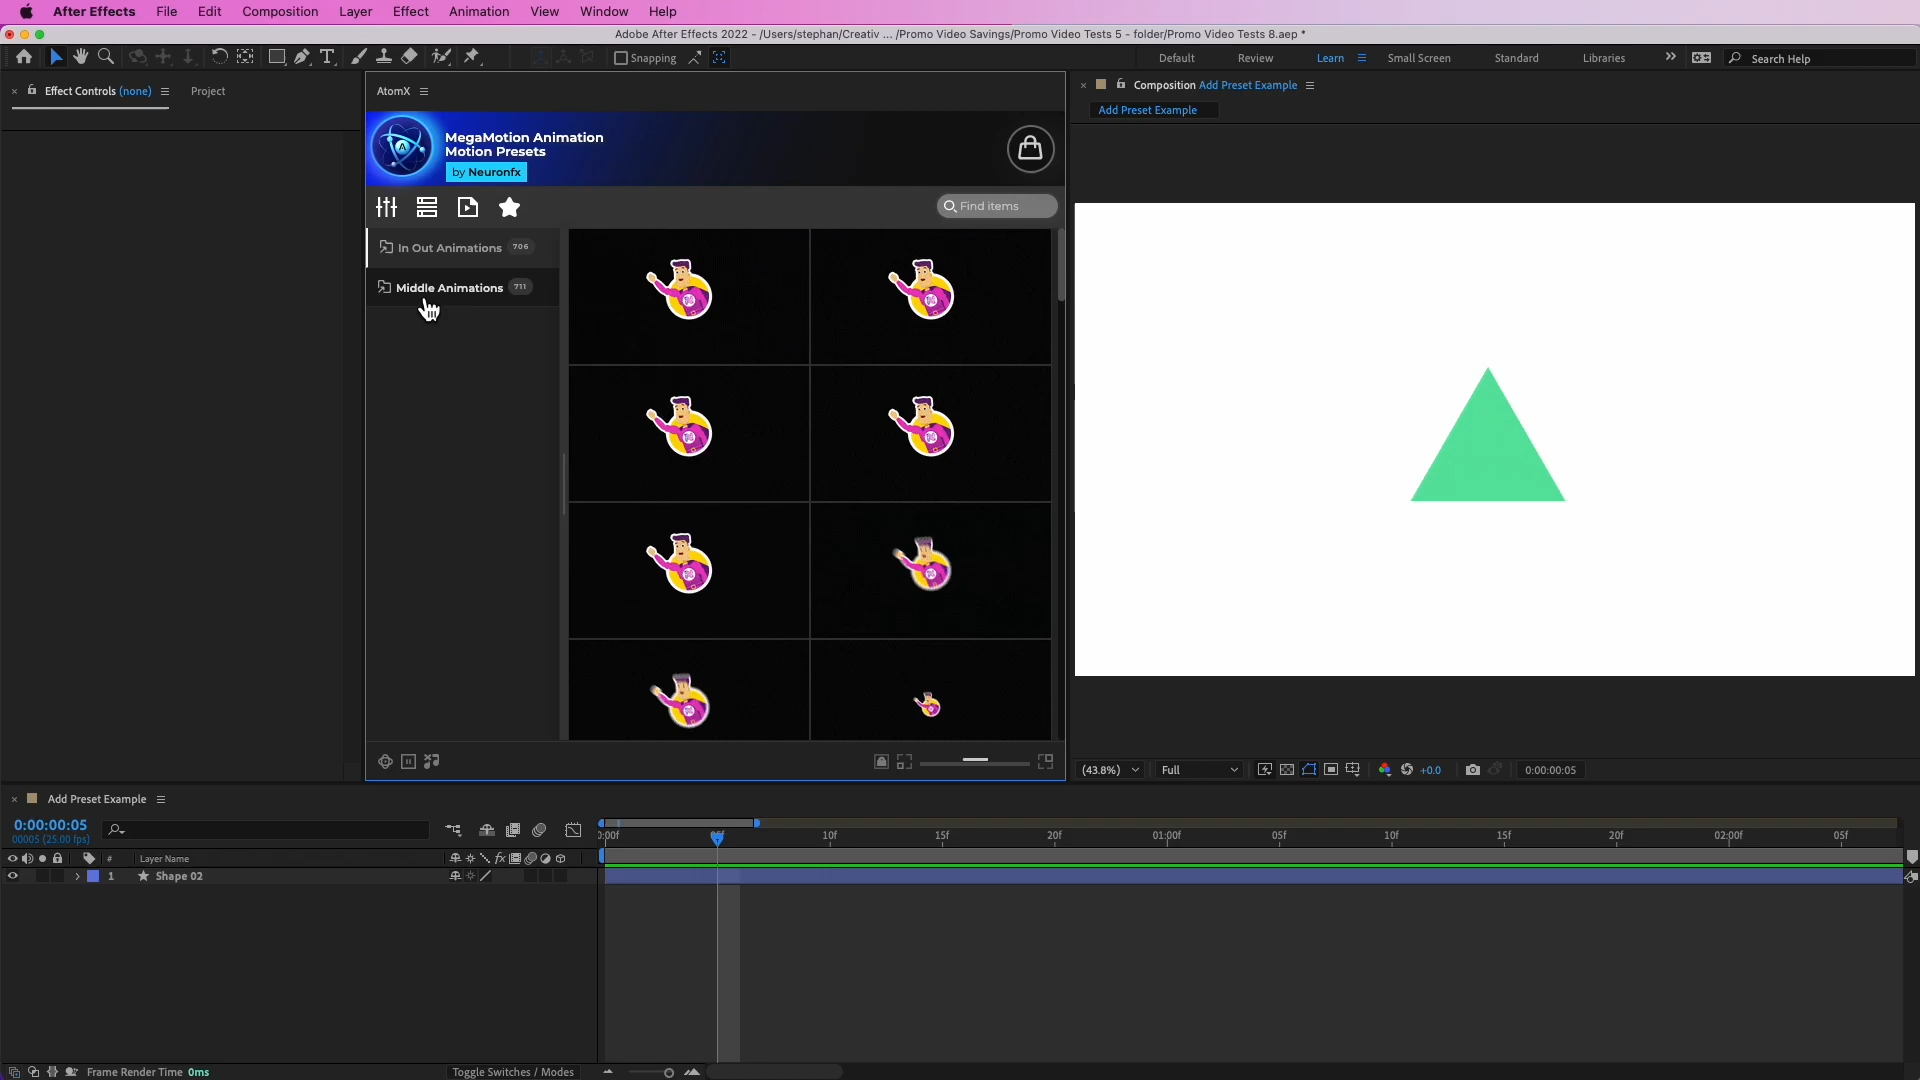 After Effects File Edit Composition Layer Effect Animation View Window Help
Adobe After Effects 2022 - /Users/stephan/Creativ ... /Promo Video Savings/Promo Video Tests 5 - folder/Promo Video Tests 8.aep *
Snapping Default Review Learn Small Screen Standard Libraries Search Help
Effect Controls (none) Project
AtomX
Composition Add Preset Example
Add Preset Example
MegaMotion Animation
Motion Presets
by Neuronfx
Find items
In Out Animations 706
Middle Animations 711
(43.8%) Full +0.0 0:00:00:05
Add Preset Example
0:00:00:05
00005 (25.00 fps)
10f 15f 20f 01:00f 05f 10f 15f 20f 02:00f 05f
# Layer Name
1 Shape 02
Frame Render Time 0ms Toggle Switches / Modes